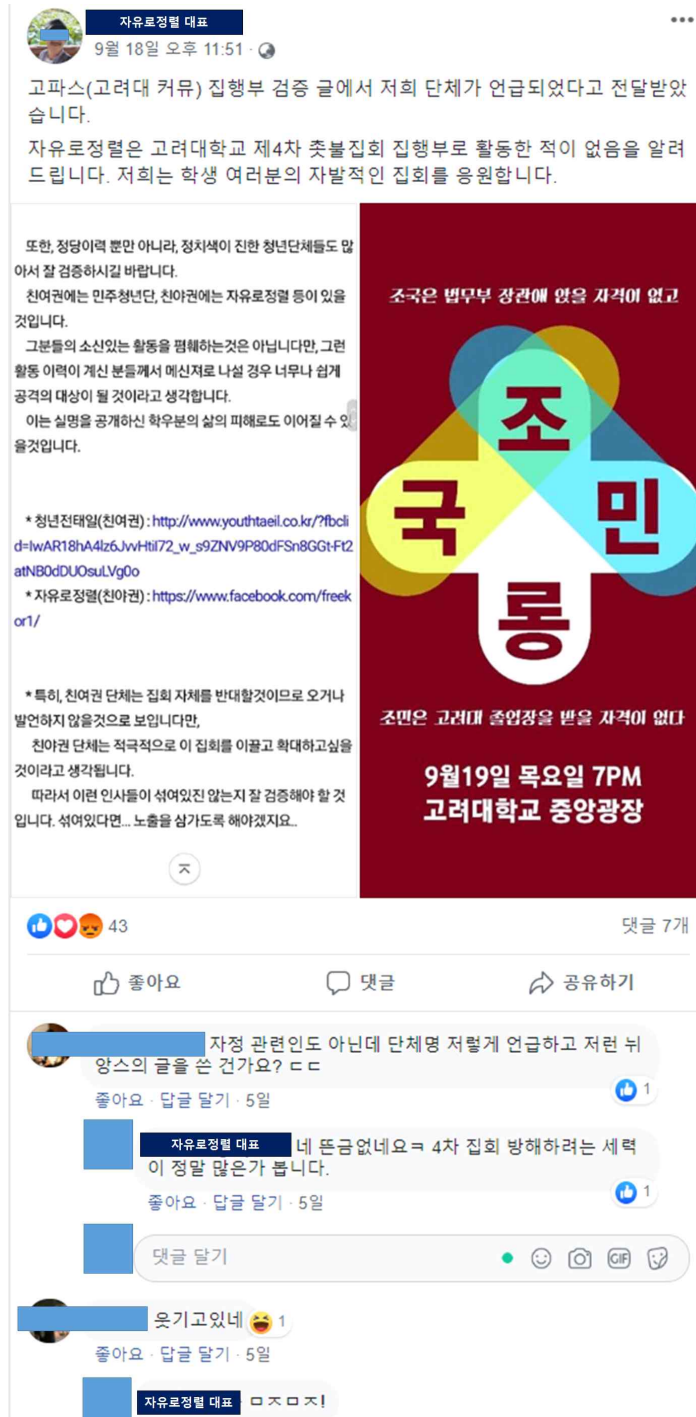 자유로정렬 대표
9월 18일 오후 11:51 ·
고파스(고려대 커뮤) 집행부 검증 글에서 저희 단체가 언급되었다고 전달받았
습니다.
자유로정렬은 고려대학교 제4차 촛불집회 집행부로 활동한 적이 없음을 알려
드립니다. 저희는 학생 여러분의 자발적인 집회를 응원합니다.
또한, 정당이력 뿐만 아니라, 정치색이 진한 청년단체들도 많
아서 잘 검증하시길 바랍니다.
친여권에는 민주청년단, 친야권에는 자유로정렬 등이 있을
것입니다.
그분들의 소신있는 활동을 폄훼하는것은 아닙니다만, 그런
활동 이력이 계신 분들께서 메신져로 나설 경우 너무나 쉽게
공격의 대상이 될 것이라고 생각합니다.
이는 실명을 공개하신 학우분의 삶의 피해로도 이어질 수 있
을것입니다.
* 청년전태일(친여권) : http://www.youthtaeil.co.kr/?fbcli
d=IwAR18hA4lz6JvvHtiI72_w_s9ZNV9P80dFSn8GGt-Ft2
atNB0dDUOsuLVg0o
* 자유로정렬(친야권) : https://www.facebook.com/freek
or1/
* 특히, 친여권 단체는 집회 자체를 반대할것이므로 오거나
발언하지 않을것으로 보입니다만,
친야권 단체는 적극적으로 이 집회를 이끌고 확대하고싶을
것이라고 생각됩니다.
따라서 이런 인사들이 섞여있진 않는지 잘 검증해야 할 것
입니다. 섞여있다면... 노출을 삼가도록 해야겠지요..
조국은 법무부 장관에 앉을 자격이 없고
조
국 민
롱
조민은 고려대 졸업장을 받을 자격이 없다
9월19일 목요일 7PM
고려대학교 중앙광장
43 댓글 7개
좋아요 댓글 공유하기
자정 관련인도 아닌데 단체명 저렇게 언급하고 저런 뉘
앙스의 글을 쓴 건가요? ㄷㄷ
1
좋아요 · 답글 달기 · 5일
자유로정렬 대표 네 뜬금없네요ㅋ 4차 집회 방해하려는 세력
이 정말 많은가 봅니다.
1
좋아요 · 답글 달기 · 5일
댓글 달기 GIF
웃기고있네 1
좋아요 · 답글 달기 · 5일
자유로정렬 대표 ㅁㅈㅁㅈ!